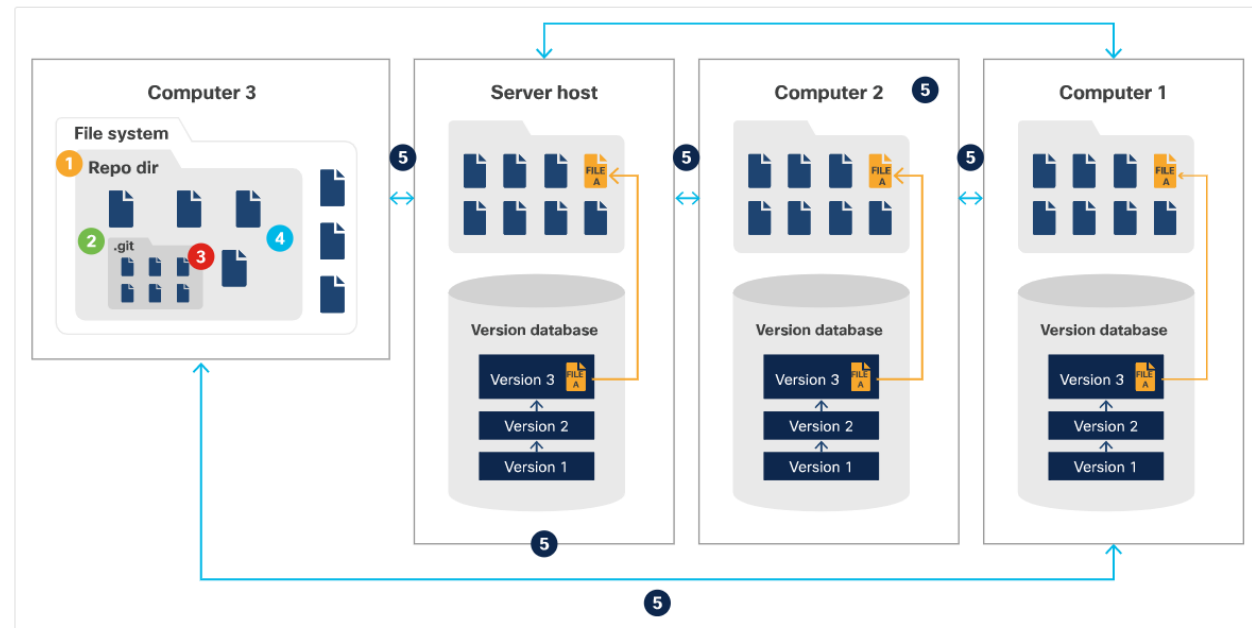 Computer 3
File system
1
Repo dir
2
.git
3
4
5
Server host
FILE
A
Version database
Version 3
FILE
A
Version 2
Version 1
5
5
Computer 2
5
FILE
A
Version database
Version 3
FILE
A
Version 2
Version 1
5
Computer 1
FILE
A
Version database
Version 3
FILE
A
Version 2
Version 1
5